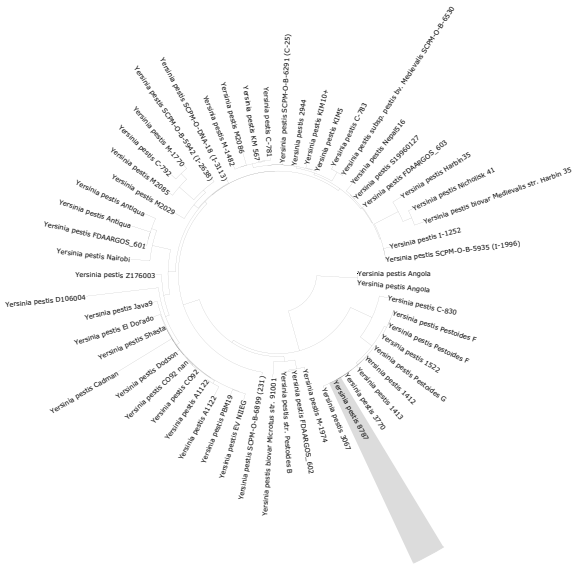 Yersinia pestis SCPM-O-B-6291 (C-25)
Yersinia pestis 2944
Yersinia pestis KIM10+
Yersinia pestis KIM5
Yersinia pestis C-783
Yersinia pestis subsp. pestis bv. Medievalis SCPM-O-B-6530
Yersinia pestis Nepal516
Yersinia pestis S19960127
Yersinia pestis FDAARGOS_603
Yersinia pestis Harbin35
Yersinia pestis Nicholisk 41
Yersinia pestis biovar Medievalis str. Harbin 35
Yersinia pestis I-1252
Yersinia pestis SCPM-O-B-5935 (I-1996)
Yersinia pestis Angola
Yersinia pestis Angola
Yersinia pestis C-830
Yersinia pestis Pestoides F
Yersinia pestis Pestoides F
Yersinia pestis 1522
Yersinia pestis Pestoides G
Yersinia pestis 1412
Yersinia pestis 1413
Yersinia pestis 3770
Yersinia pestis 8787
Yersinia pestis 3067
Yersinia pestis M-1974
Yersinia pestis FDAARGOS_602
Yersinia pestis str. Pestoides B
Yersinia pestis biovar Microtus str. 91001
Yersinia pestis SCPM-O-B-6899 (231)
Yersinia pestis EV NIIEG
Yersinia pestis PBM19
Yersinia pestis A1122
Yersinia pestis A1122
Yersinia pestis CO92
Yersinia pestis CO92 nan
Yersinia pestis Dodson
Yersinia pestis Cadman
Yersinia pestis Shasta
Yersinia pestis El Dorado
Yersinia pestis Java9
Yersinia pestis D106004
Yersinia pestis Z176003
Yersinia pestis Nairobi
Yersinia pestis FDAARGOS_601
Yersinia pestis Antiqua
Yersinia pestis Antiqua
Yersinia pestis M2029
Yersinia pestis M2085
Yersinia pestis C-792
Yersinia pestis M-1770
Yersinia pestis SCPM-O-B-5942 (I-2638)
Yersinia pestis SCPM-O-DNA-18 (I-3113)
Yersinia pestis M-1482
Yersinia pestis M2086
Yersinia pestis KM 567
Yersinia pestis C-781